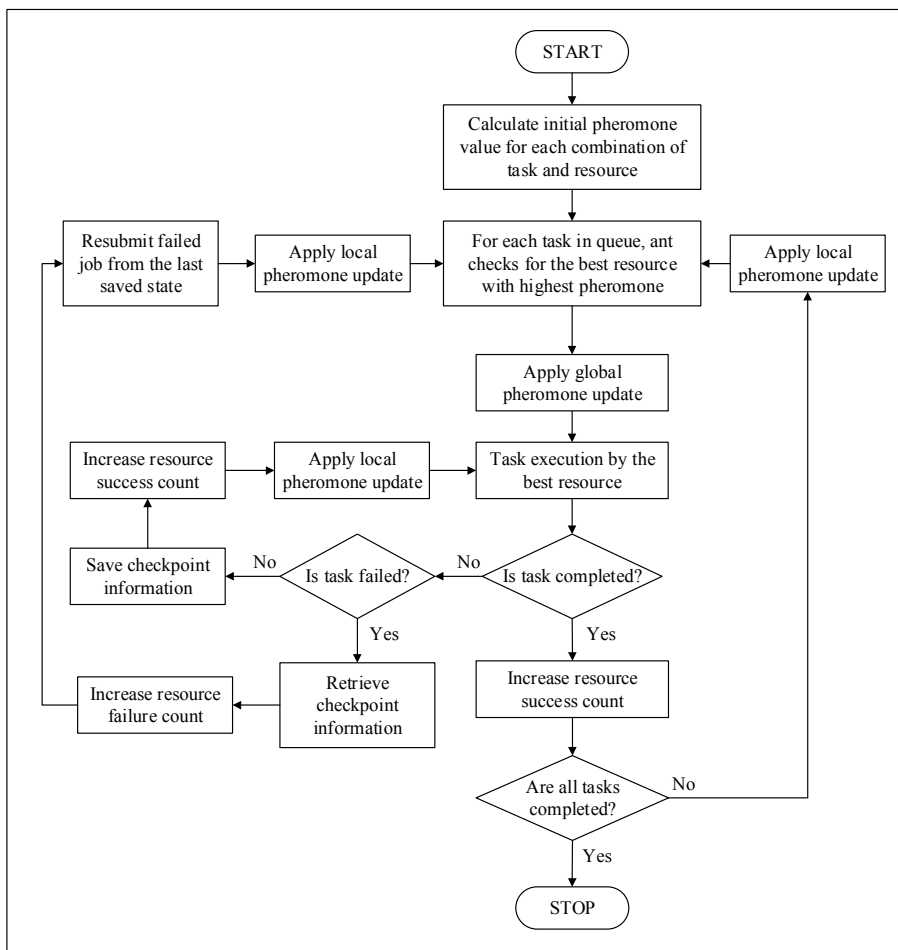 START
Calculate initial pheromone
value for each combination of
task and resource
Resubmit failed
job from the last
saved state
Apply local
pheromone update
For each task in queue, ant
checks for the best resource
with highest pheromone
Apply local
pheromone update
Apply global
pheromone update
Increase resource
success count
Apply local
pheromone update
Task execution by the
best resource
Save checkpoint
information
No
Is task failed?
No
Is task completed?
Yes
Yes
Increase resource
failure count
Retrieve
checkpoint
information
Increase resource
success count
Are all tasks
completed?
No
Yes
STOP